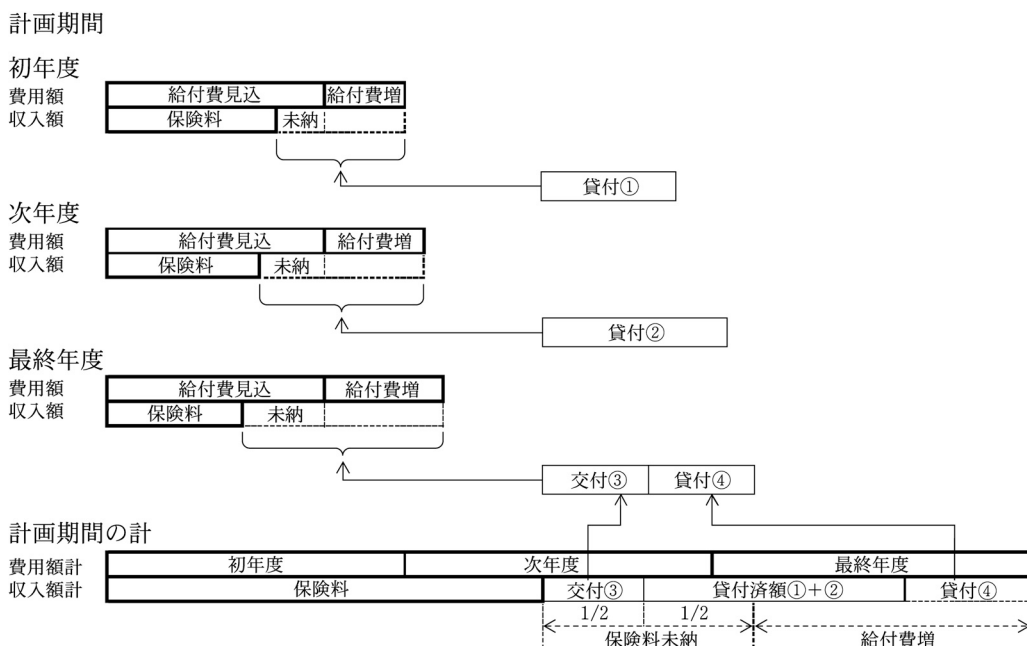 計画期間
初年度
費用額 給付費見込 給付費増
収入額 保険料 未納
貸付①
次年度
費用額 給付費見込 給付費増
収入額 保険料 未納
貸付②
最終年度
費用額 給付費見込 給付費増
収入額 保険料 未納
交付③ 貸付④
計画期間の計
費用額計 初年度 次年度 最終年度
収入額計 保険料 交付③ 貸付済額①+② 貸付④
1/2 1/2
保険料未納 給付費増